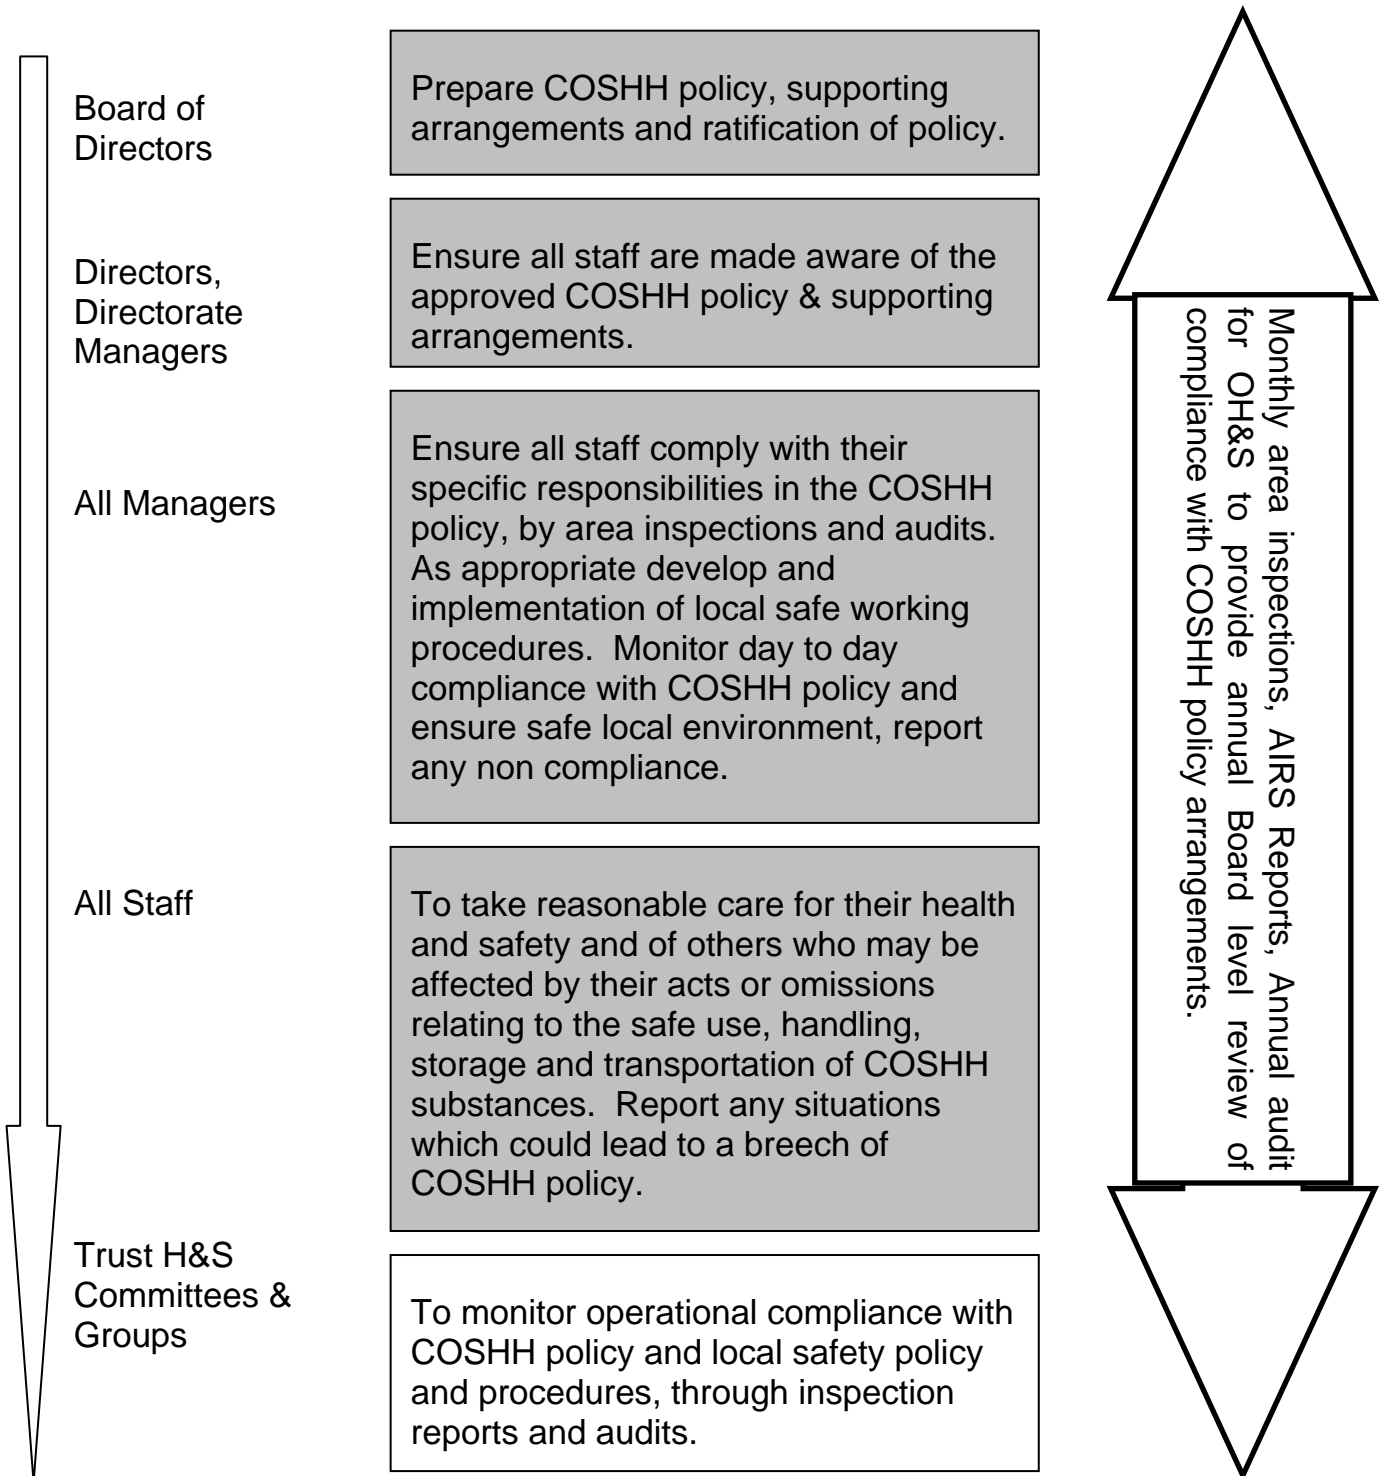 Board of
Directors
Prepare COSHH policy, supporting
arrangements and ratification of policy.
Directors,
Directorate
Managers
Ensure all staff are made aware of the
approved COSHH policy & supporting
arrangements.
All Managers
Ensure all staff comply with their
specific responsibilities in the COSHH
policy, by area inspections and audits.
As appropriate develop and
implementation of local safe working
procedures.  Monitor day to day
compliance with COSHH policy and
ensure safe local environment, report
any non compliance.
All Staff
To take reasonable care for their health
and safety and of others who may be
affected by their acts or omissions
relating to the safe use, handling,
storage and transportation of COSHH
substances.  Report any situations
which could lead to a breech of
COSHH policy.
Trust H&S
Committees &
Groups
To monitor operational compliance with
COSHH policy and local safety policy
and procedures, through inspection
reports and audits.
Monthly area inspections, AIRS Reports, Annual audit
for OH&S to provide annual Board level review of
compliance with COSHH policy arrangements.